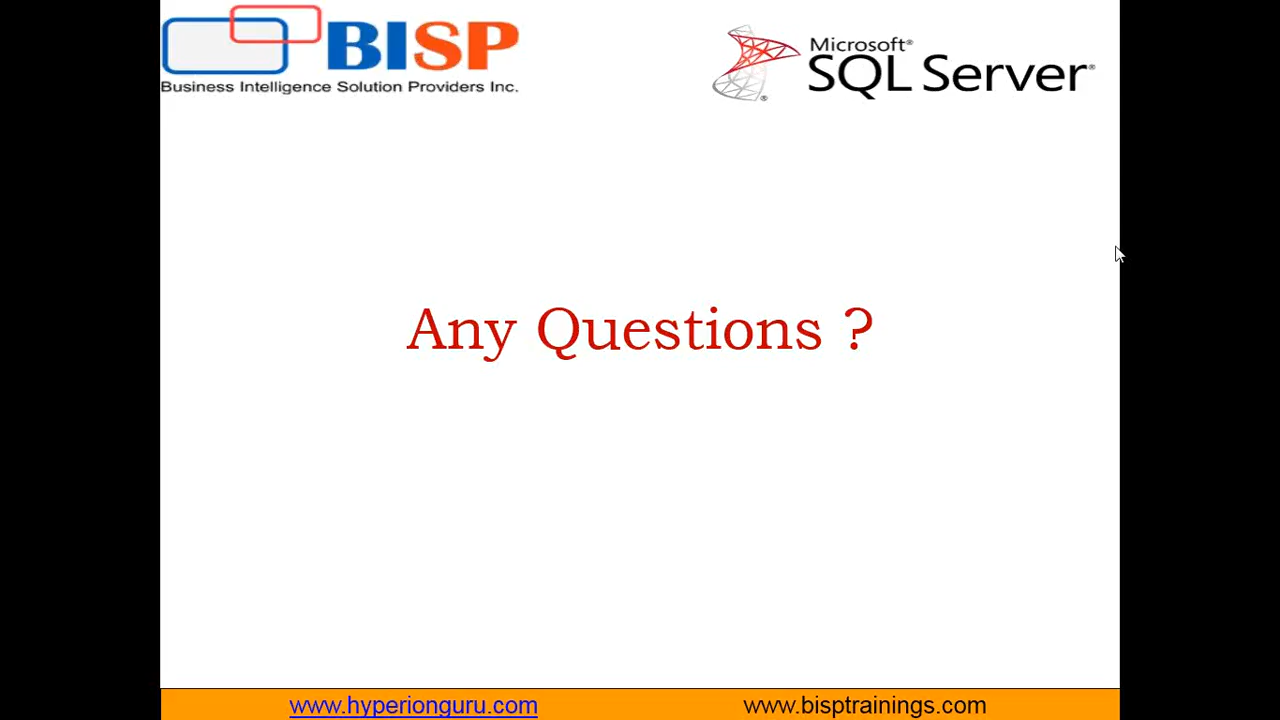 BISP
Business Intelligence Solution Providers Inc.
Microsoft®
SQL Server®
Any Questions ?
www.hyperionguru.com
www.bisptrainings.com